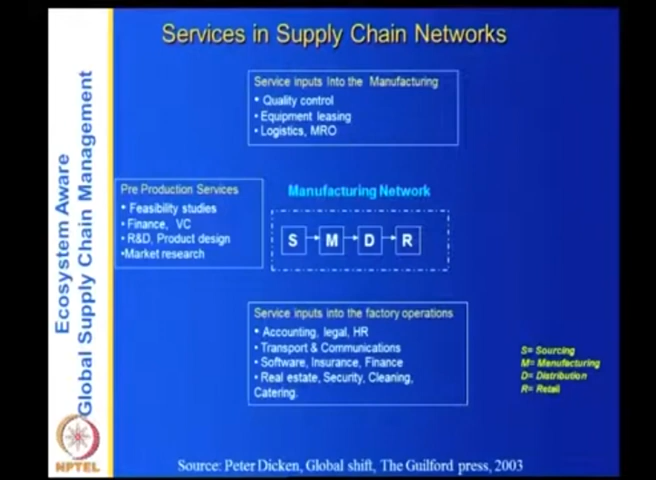 Services in Supply Chain Networks
Ecosystem Aware
Global Supply Chain Management
Service inputs Into the Manufacturing
• Quality control
• Equipment leasing
• Logistics, MRO
Pre Production Services
• Feasibility studies
• Finance, VC
• R&D, Product design
•Market research
Manufacturing Network
S M D R
Service inputs into the factory operations
• Accounting, legal, HR
• Transport & Communications
• Software, Insurance, Finance
• Real estate, Security, Cleaning,
Catering.
S= Sourcing
M= Manufacturing
D= Distribution
R= Retail
NPTEL
Source: Peter Dicken, Global shift, The Guilford press, 2003